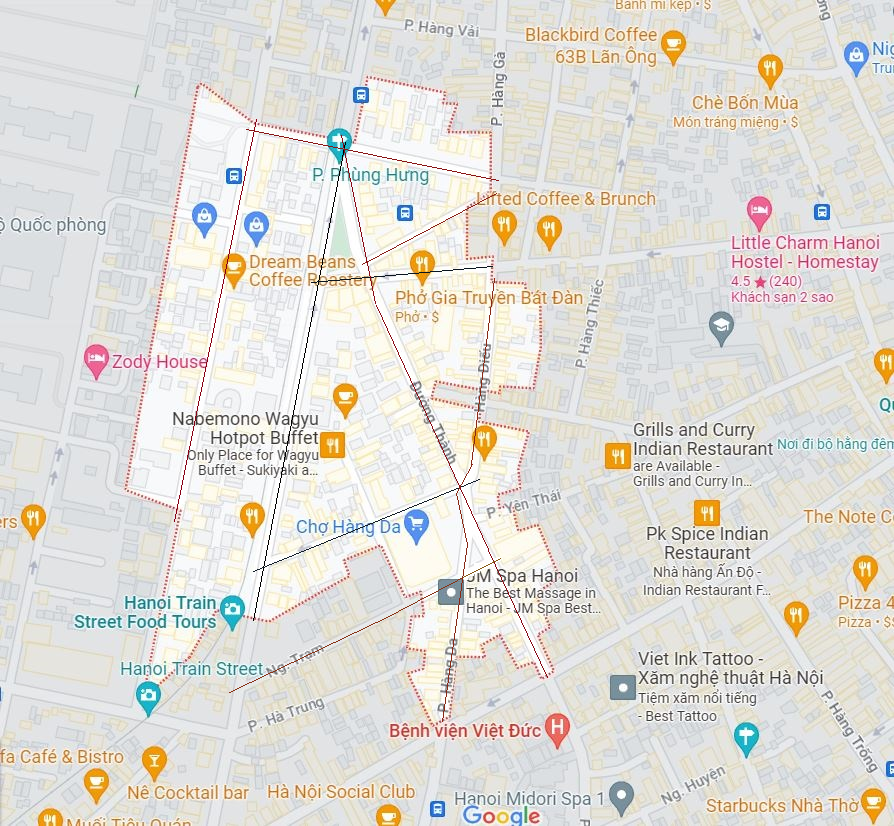 Bánh mì kẹp • $
P. Hàng Vải
Blackbird Coffee
63B Lãn Ông
P. Hàng Gà
Chè Bốn Mùa
Món tráng miệng • $
P. Phùng Hưng
Lifted Coffee & Brunch
Quốc phòng
Little Charm Hanoi
Hostel - Homestay
4.5 ★ (240)
Khách sạn 2 sao
Dream Beans
Coffee Roastery
Phở Gia Truyền Bát Đàn
Phở • $
P. Hàng Thiếc
Zody House
Hàng Điếu
Đường Thành
Nabemono Wagyu
Hotpot Buffet
Only Place for Wagyu
Buffet - Sukiyaki a...
Grills and Curry
Indian Restaurant
are Available -
Grills and Curry In...
Nơi đi bộ hằng đêm
P. Yên Thái
Chợ Hàng Da
Pk Spice Indian
Restaurant
Nhà hàng Ấn Độ -
Indian Restaurant F...
The Note
JM Spa Hanoi
The Best Massage in
Hanoi - JM Spa Best...
Pizza 4
Pizza • $
Hanoi Train
Street Food Tours
Hanoi Train Street
Ng. Trạm
P. Hàng Da
P. Hà Trung
Viet Ink Tattoo -
Xăm nghệ thuật Hà Nội
Tiệm xăm nổi tiếng
- Best Tattoo
P. Hàng Trống
Bệnh viện Việt Đức
Café & Bistro
Nê Cocktail bar
Hà Nội Social Club
Hanoi Midori Spa 1
Ng. Huyện
Starbucks Nhà Thờ
Muối Tiêu Quán
Google